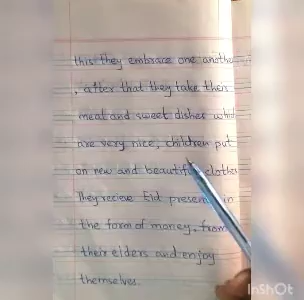 this they embrace one another
, after that they take their
meat and sweet dishes which
are very nice, children put
on new and beautiful clothes
They recieve Eid present in
the form of money, from
their elders and enjoy
themselves.
InShOt